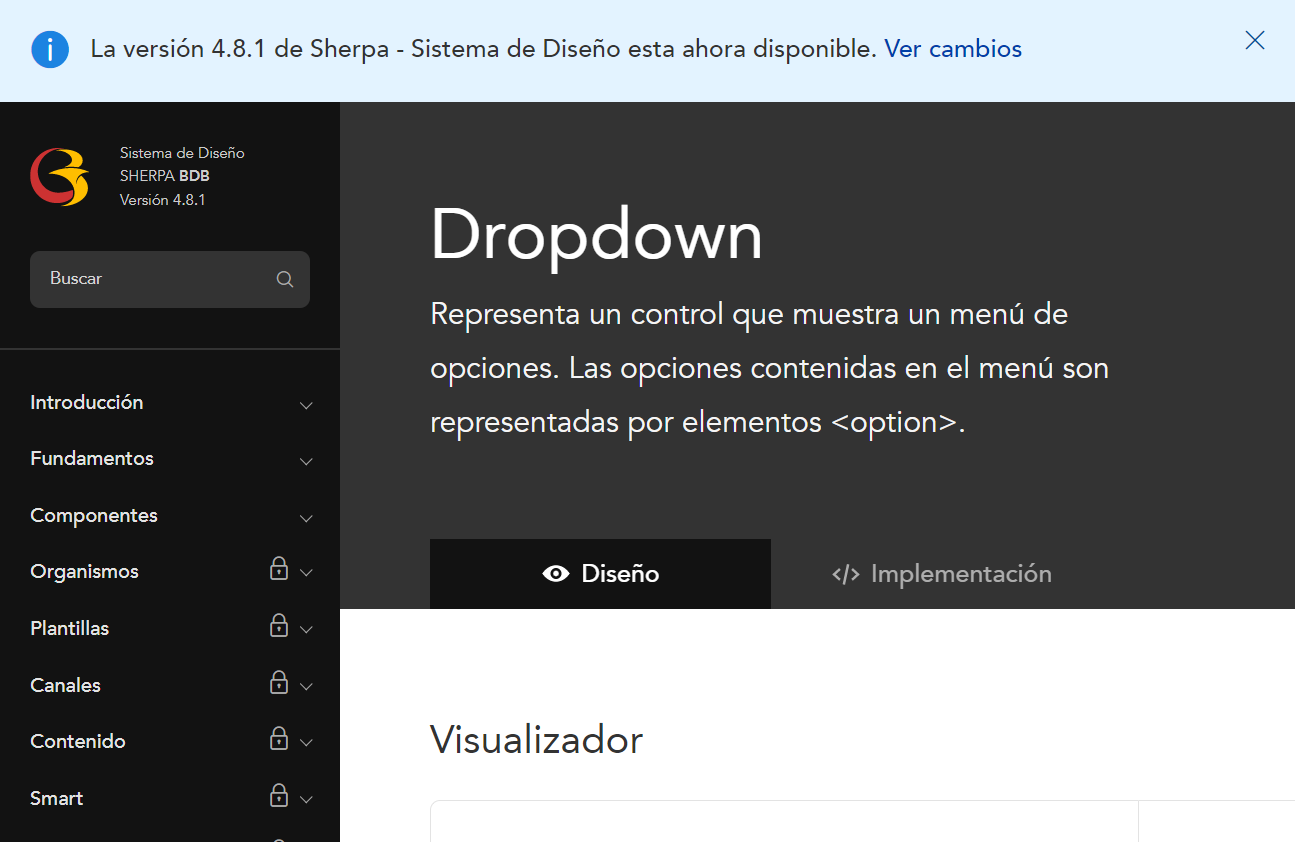 La versión 4.8.1 de Sherpa - Sistema de Diseño esta ahora disponible. Ver cambios
Sistema de Diseño
SHERPA BDB
Versión 4.8.1
Buscar
Introducción
Fundamentos
Componentes
Organismos
Plantillas
Canales
Contenido
Smart
Dropdown
Representa un control que muestra un menú de
opciones. Las opciones contenidas en el menú son
representadas por elementos <option>.
Diseño
</> Implementación
Visualizador